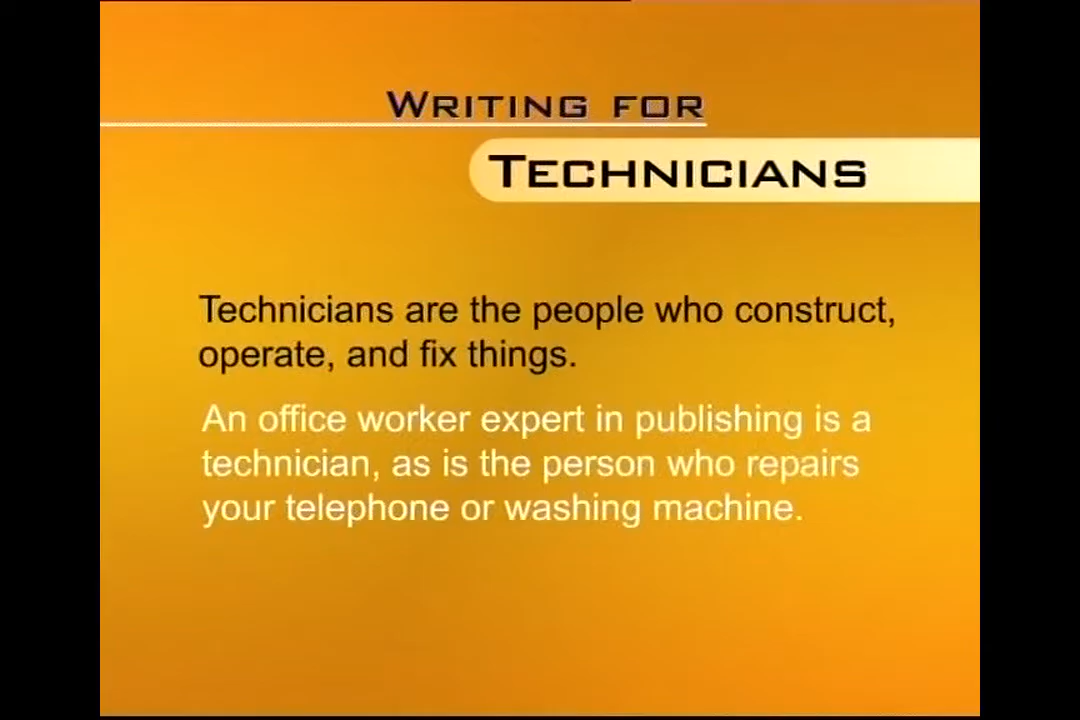 WRITING FOR
TECHNICIANS
Technicians are the people who construct,
operate, and fix things.
An office worker expert in publishing is a
technician, as is the person who repairs
your telephone or washing machine.